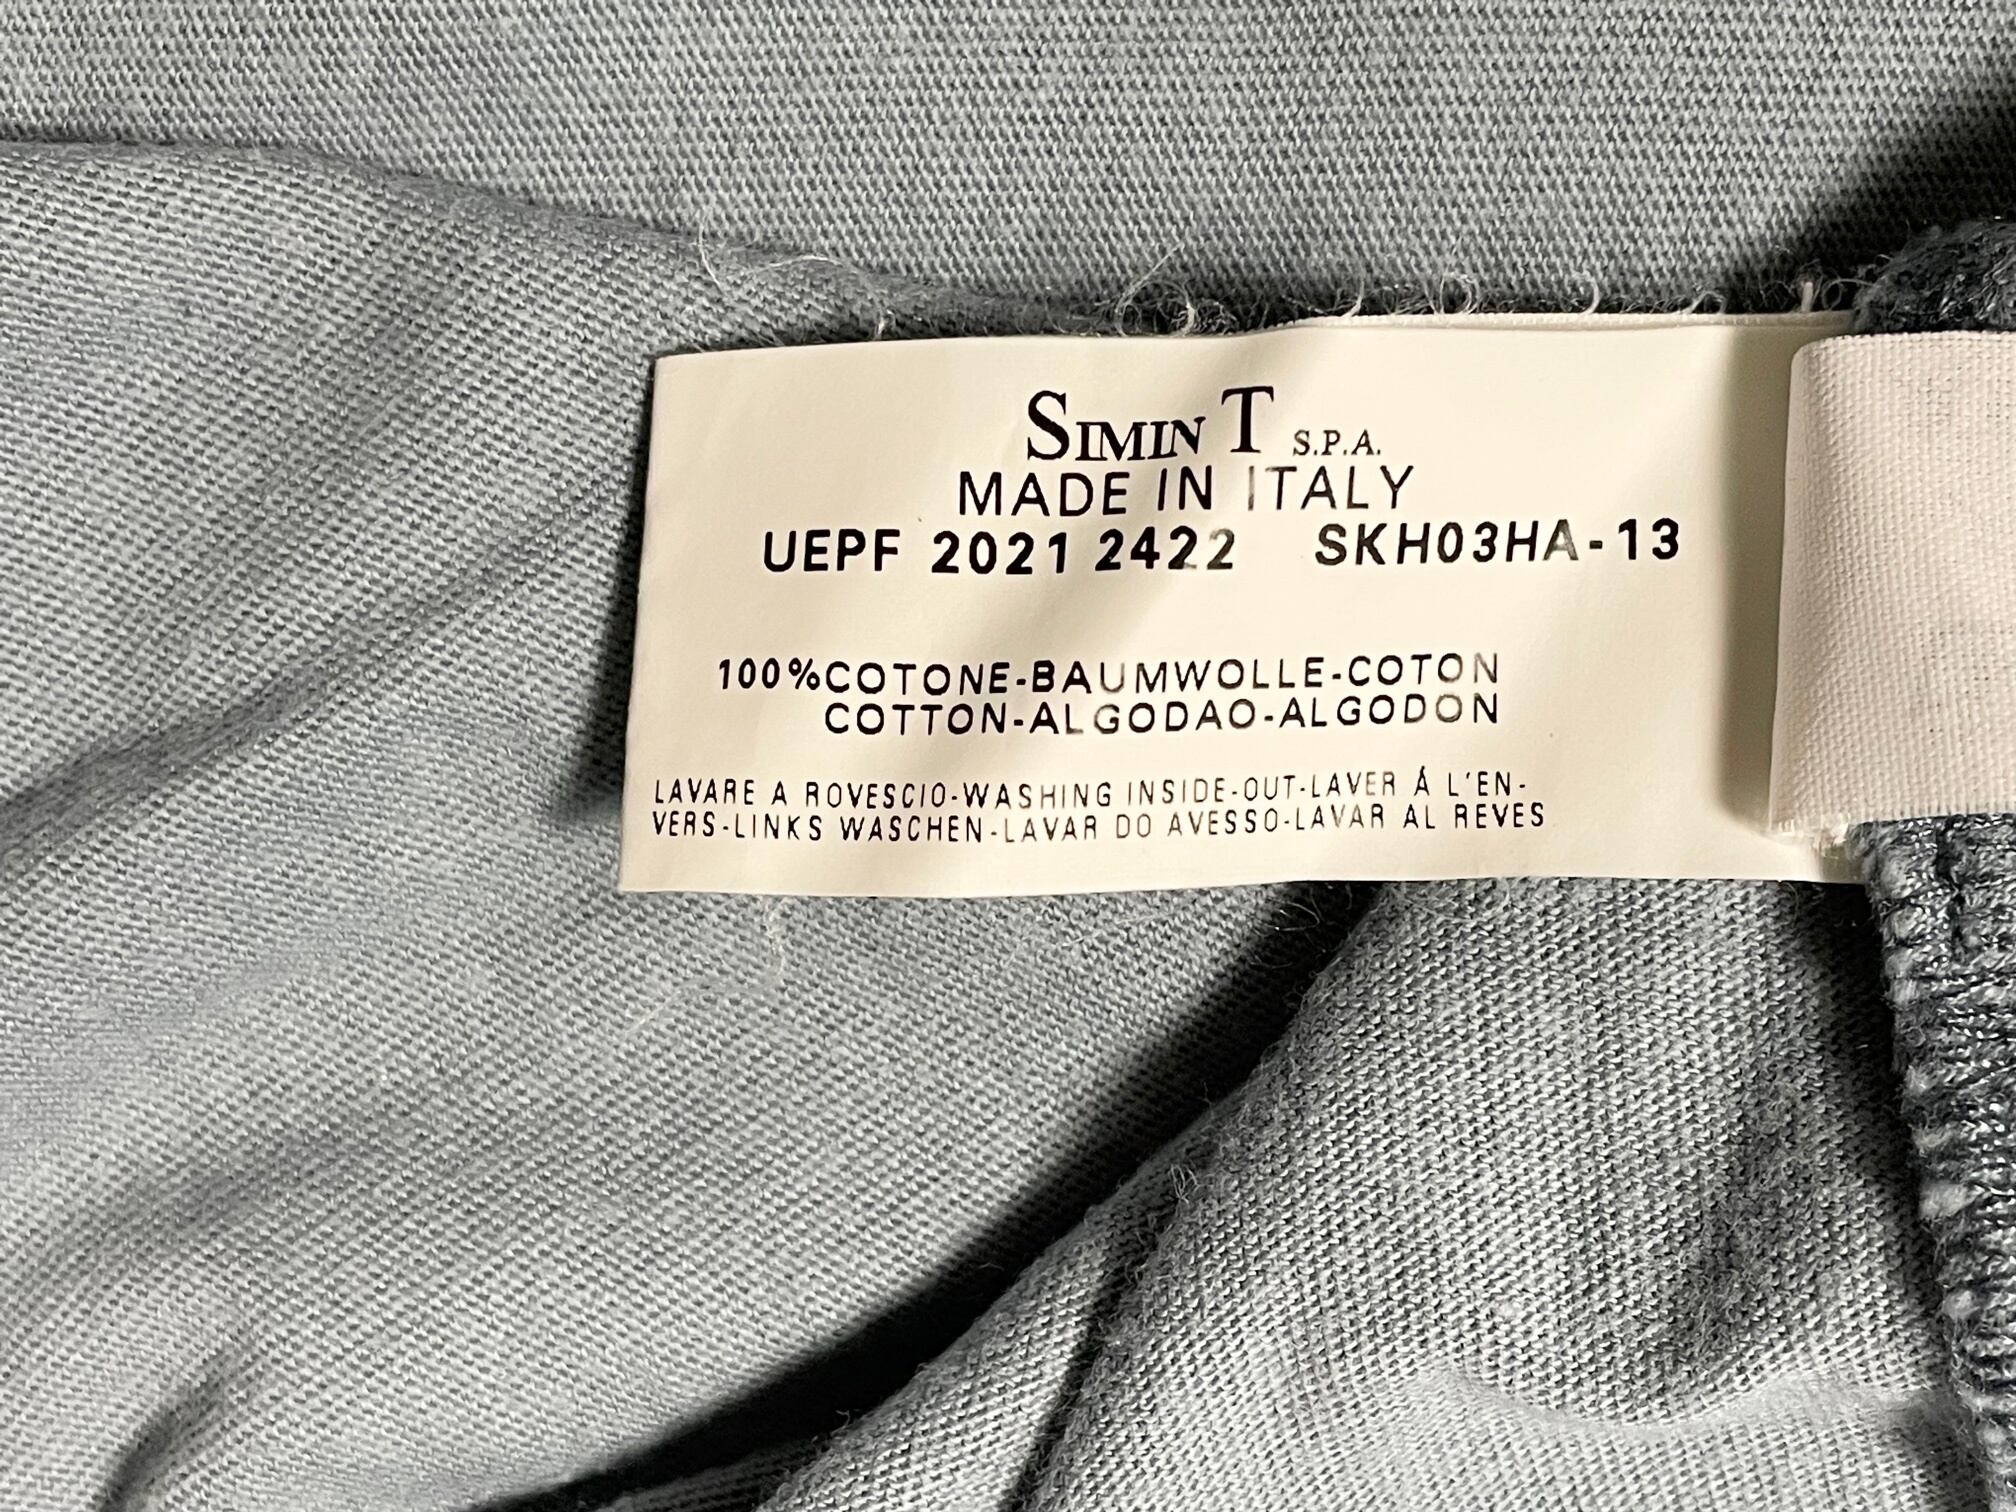 SIMINT S.P.A.
MADE IN ITALY
UEPF 2021 2422 SKH03HA-13
100%COTONE-BAUMWOLLE-COTON
COTTON-ALGODAO-ALGODON
LAVARE A ROVESCIO-WASHING INSIDE-OUT-LAVER Á L'EN-
VERS-LINKS WASCHEN-LAVAR DO AVESSO-LAVAR AL REVES